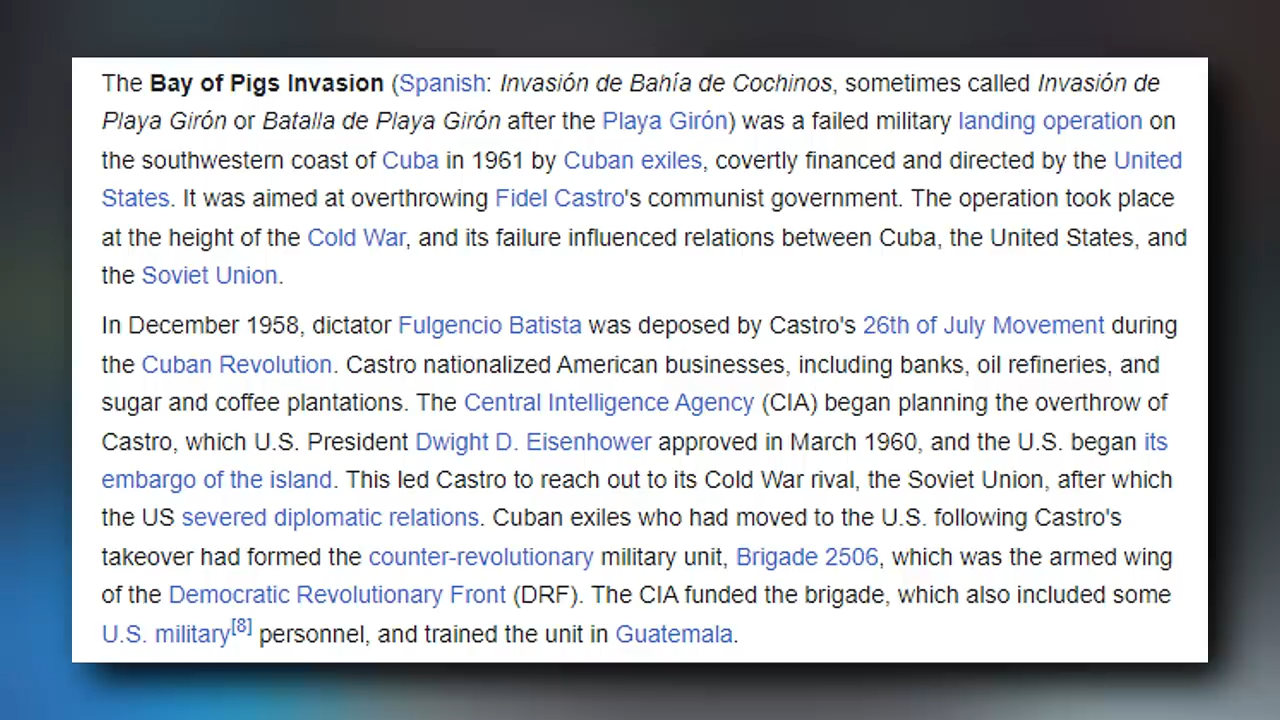 The Bay of Pigs Invasion (Spanish: Invasión de Bahía de Cochinos, sometimes called Invasión de
Playa Girón or Batalla de Playa Girón after the Playa Girón) was a failed military landing operation on
the southwestern coast of Cuba in 1961 by Cuban exiles, covertly financed and directed by the United
States. It was aimed at overthrowing Fidel Castro's communist government. The operation took place
at the height of the Cold War, and its failure influenced relations between Cuba, the United States, and
the Soviet Union.
In December 1958, dictator Fulgencio Batista was deposed by Castro's 26th of July Movement during
the Cuban Revolution. Castro nationalized American businesses, including banks, oil refineries, and
sugar and coffee plantations. The Central Intelligence Agency (CIA) began planning the overthrow of
Castro, which U.S. President Dwight D. Eisenhower approved in March 1960, and the U.S. began its
embargo of the island. This led Castro to reach out to its Cold War rival, the Soviet Union, after which
the US severed diplomatic relations. Cuban exiles who had moved to the U.S. following Castro's
takeover had formed the counter-revolutionary military unit, Brigade 2506, which was the armed wing
of the Democratic Revolutionary Front (DRF). The CIA funded the brigade, which also included some
U.S. military[8] personnel, and trained the unit in Guatemala.